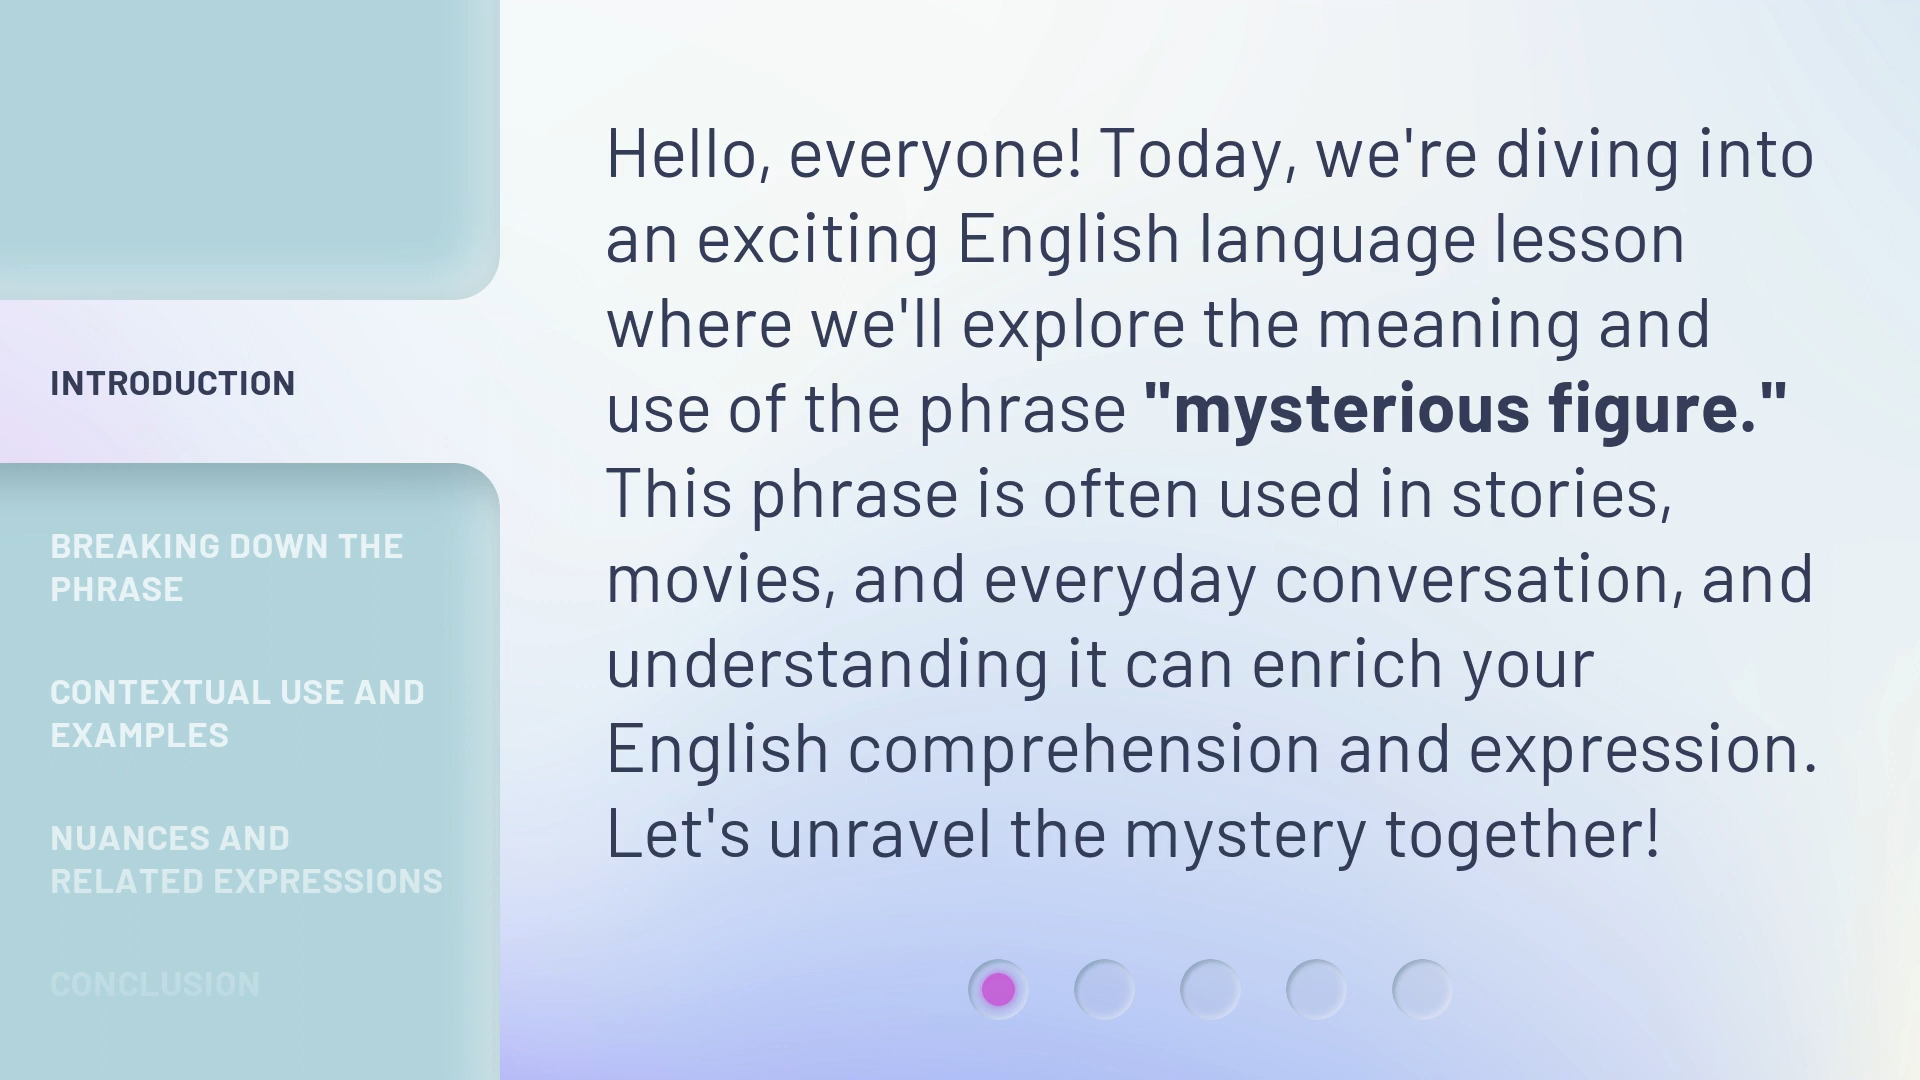 INTRODUCTION
BREAKING DOWN THE
PHRASE
CONTEXTUAL USE AND
EXAMPLES
NUANCES AND
RELATED EXPRESSIONS
CONCLUSION
Hello, everyone! Today, we're diving into
an exciting English language lesson
where we'll explore the meaning and
use of the phrase "mysterious figure."
This phrase is often used in stories,
movies, and everyday conversation, and
understanding it can enrich your
English comprehension and expression.
Let's unravel the mystery together!